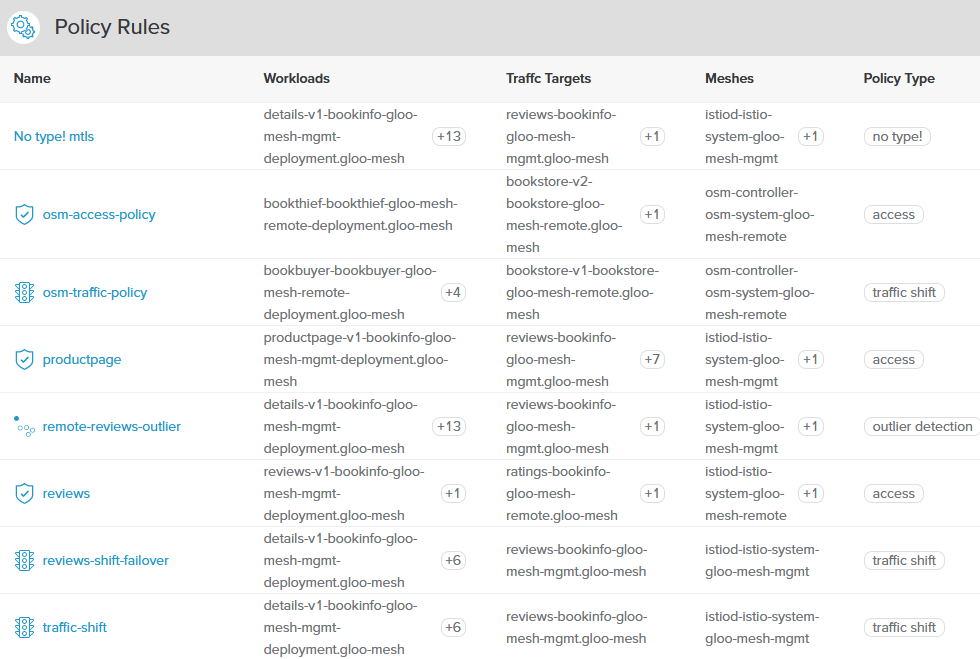 Policy Rules
Name Workloads Traffc Targets Meshes Policy Type
No type! mtls
details-v1-bookinfo-gloo-
mesh-mgmt-
deployment.gloo-mesh
+13
reviews-bookinfo-
gloo-mesh-
mgmt.gloo-mesh
+1
istiod-istio-
system-gloo-
mesh-mgmt
+1
no type!
osm-access-policy
bookthief-bookthief-gloo-mesh-
remote-deployment.gloo-mesh
bookstore-v2-
bookstore-gloo-
mesh-remote.gloo-
mesh
+1
osm-controller-
osm-system-gloo-
mesh-remote
access
osm-traffic-policy
bookbuyer-bookbuyer-gloo-
mesh-remote-
deployment.gloo-mesh
+4
bookstore-v1-bookstore-
gloo-mesh-remote.gloo-
mesh
osm-controller-
osm-system-gloo-
mesh-remote
traffic shift
productpage
productpage-v1-bookinfo-gloo-
mesh-mgmt-deployment.gloo-
mesh
reviews-bookinfo-
gloo-mesh-
mgmt.gloo-mesh
+7
istiod-istio-
system-gloo-
mesh-mgmt
+1
access
remote-reviews-outlier
details-v1-bookinfo-gloo-
mesh-mgmt-
deployment.gloo-mesh
+13
reviews-bookinfo-
gloo-mesh-
mgmt.gloo-mesh
+1
istiod-istio-
system-gloo-
mesh-mgmt
+1
outlier detection
reviews
reviews-v1-bookinfo-gloo-
mesh-mgmt-
deployment.gloo-mesh
+1
ratings-bookinfo-
gloo-mesh-
remote.gloo-mesh
+1
istiod-istio-
system-gloo-
mesh-remote
+1
access
reviews-shift-failover
details-v1-bookinfo-gloo-
mesh-mgmt-
deployment.gloo-mesh
+6
reviews-bookinfo-gloo-
mesh-mgmt.gloo-mesh
istiod-istio-system-
gloo-mesh-mgmt
traffic shift
traffic-shift
details-v1-bookinfo-gloo-
mesh-mgmt-
deployment.gloo-mesh
+6
reviews-bookinfo-gloo-
mesh-mgmt.gloo-mesh
istiod-istio-system-
gloo-mesh-mgmt
traffic shift